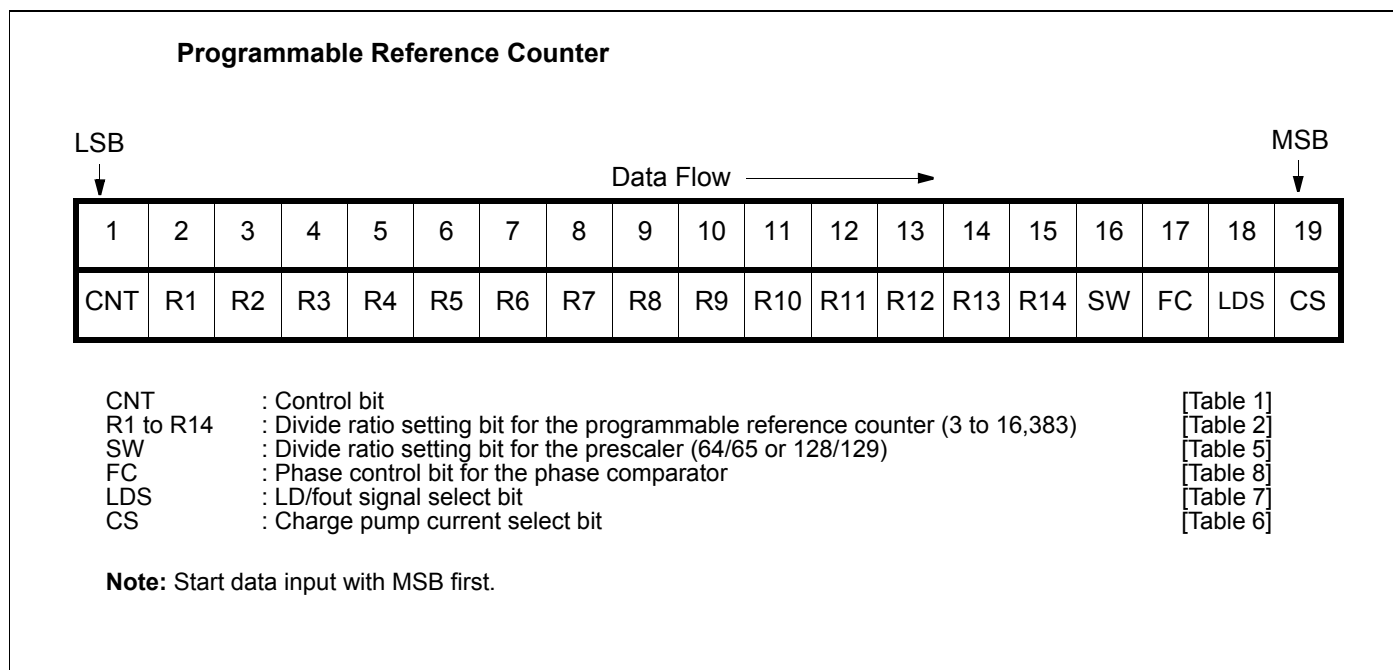 Programmable Reference Counter
LSB MSB
Data Flow
1 2 3 4 5 6 7 8 9 10 11 12 13 14 15 16 17 18 19
CNT R1 R2 R3 R4 R5 R6 R7 R8 R9 R10 R11 R12 R13 R14 SW FC LDS CS
CNT : Control bit [Table 1]
R1 to R14 : Divide ratio setting bit for the programmable reference counter (3 to 16,383) [Table 2]
SW : Divide ratio setting bit for the prescaler (64/65 or 128/129) [Table 5]
FC : Phase control bit for the phase comparator [Table 8]
LDS : LD/fout signal select bit [Table 7]
CS : Charge pump current select bit [Table 6]
Note: Start data input with MSB first.